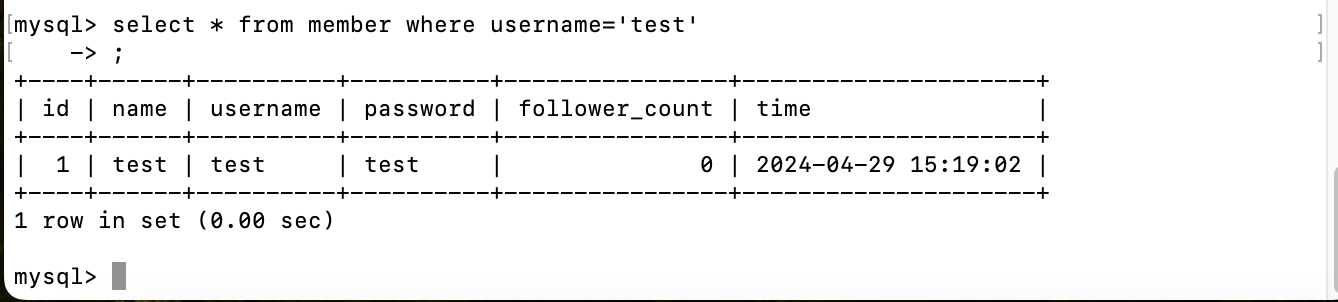 [mysql> select * from member where username='test' ]
[    -> ; ]
+----+------+----------+----------+----------------+---------------------+
| id | name | username | password | follower_count | time                |
+----+------+----------+----------+----------------+---------------------+
|  1 | test | test     | test     |              0 | 2024-04-29 15:19:02 |
+----+------+----------+----------+----------------+---------------------+
1 row in set (0.00 sec)
mysql>